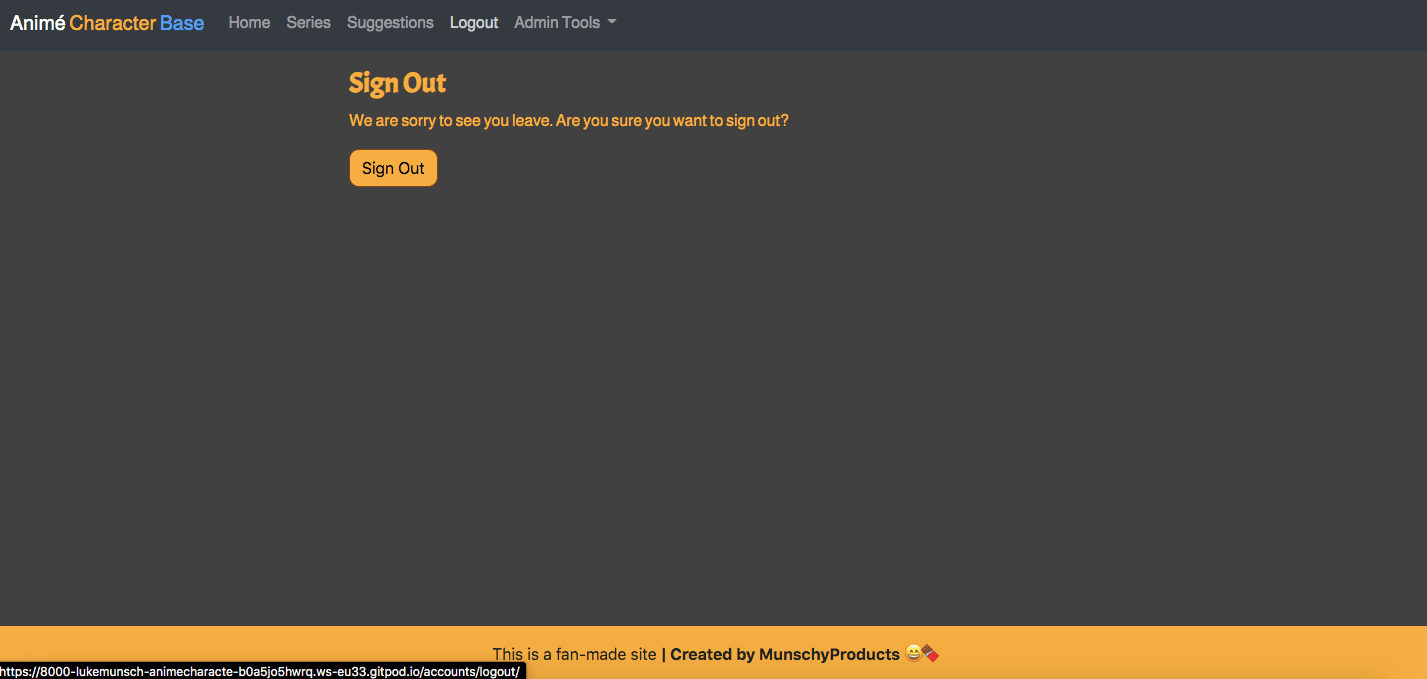 Animé Character Base Home Series Suggestions Logout Admin Tools
Sign Out
We are sorry to see you leave. Are you sure you want to sign out?
Sign Out
This is a fan-made site | Created by MunschyProducts 😄🍫
https://8000-lukemunsch-animecharacte-b0a5jo5hwrq.ws-eu33.gitpod.io/accounts/logout/